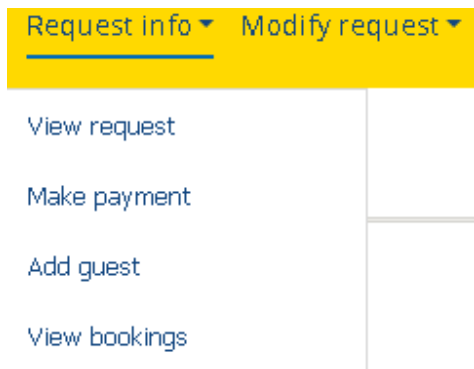 Request info Modify request
View request
Make payment
Add guest
View bookings